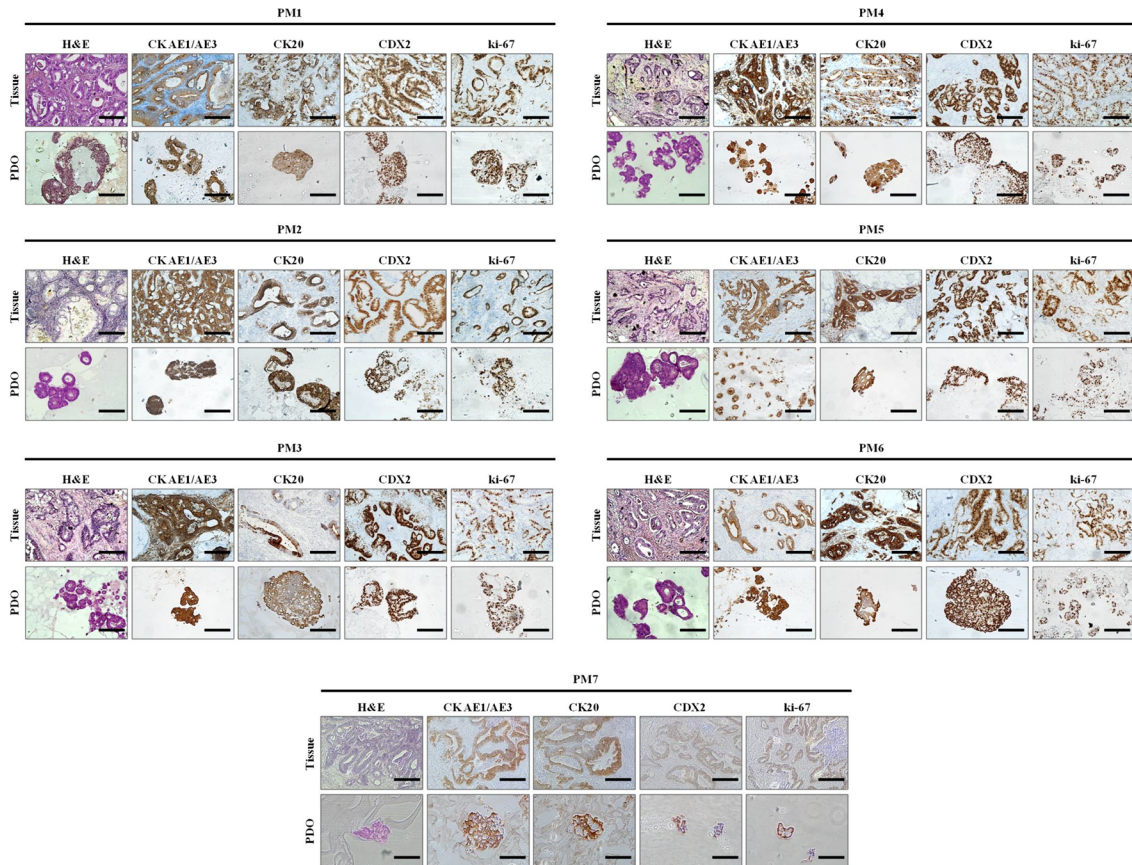 PM1
H&E CK AE1/AE3 CK20 CDX2 ki-67
Tissue
PDO
PM4
H&E CK AE1/AE3 CK20 CDX2 ki-67
Tissue
PDO
PM2
H&E CK AE1/AE3 CK20 CDX2 ki-67
Tissue
PDO
PM5
H&E CK AE1/AE3 CK20 CDX2 ki-67
Tissue
PDO
PM3
H&E CK AE1/AE3 CK20 CDX2 ki-67
Tissue
PDO
PM6
H&E CK AE1/AE3 CK20 CDX2 ki-67
Tissue
PDO
PM7
H&E CK AE1/AE3 CK20 CDX2 ki-67
Tissue
PDO